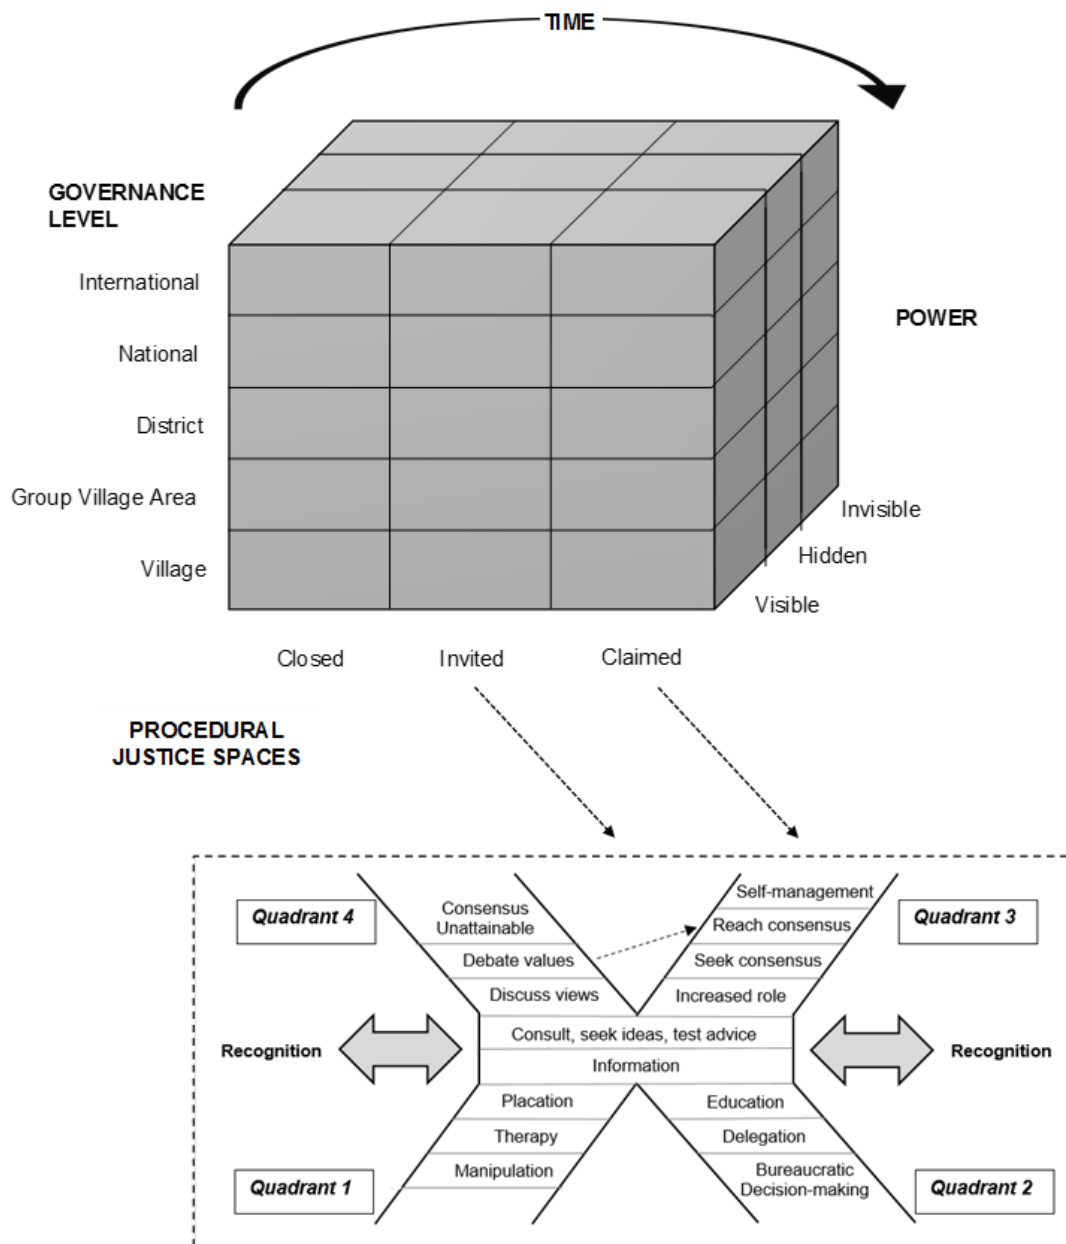 TIME
GOVERNANCE
LEVEL
International
National
District
Group Village Area
Village
POWER
Invisible
Hidden
Visible
Closed
Invited
Claimed
PROCEDURAL
JUSTICE SPACES
Quadrant 4
Consensus
Unattainable
Debate values
Discuss views
Self-management
Reach consensus
Seek consensus
Increased role
Quadrant 3
Recognition
Consult, seek ideas, test advice
Information
Recognition
Placation
Therapy
Manipulation
Education
Delegation
Bureaucratic
Decision-making
Quadrant 1
Quadrant 2